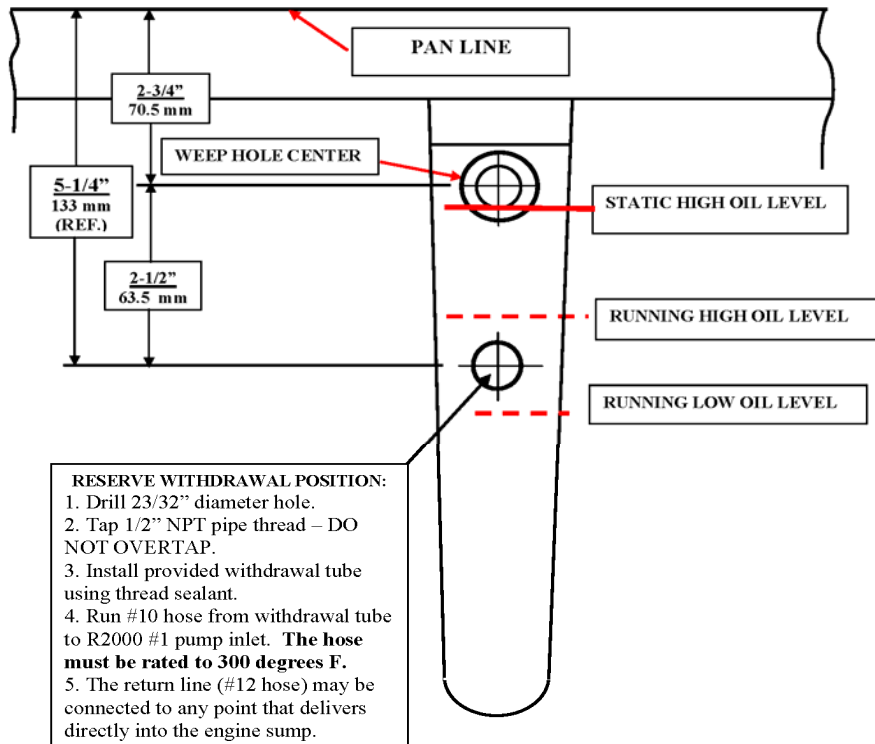 PAN LINE
2-3/4”
70.5 mm
WEEP HOLE CENTER
5-1/4”
133 mm
(REF.)
STATIC HIGH OIL LEVEL
2-1/2”
63.5 mm
RUNNING HIGH OIL LEVEL
RUNNING LOW OIL LEVEL
RESERVE WITHDRAWAL POSITION:
1. Drill 23/32” diameter hole.
2. Tap 1/2” NPT pipe thread – DO
NOT OVERTAP.
3. Install provided withdrawal tube
using thread sealant.
4. Run #10 hose from withdrawal tube
to R2000 #1 pump inlet. The hose
must be rated to 300 degrees F.
5. The return line (#12 hose) may be
connected to any point that delivers
directly into the engine sump.